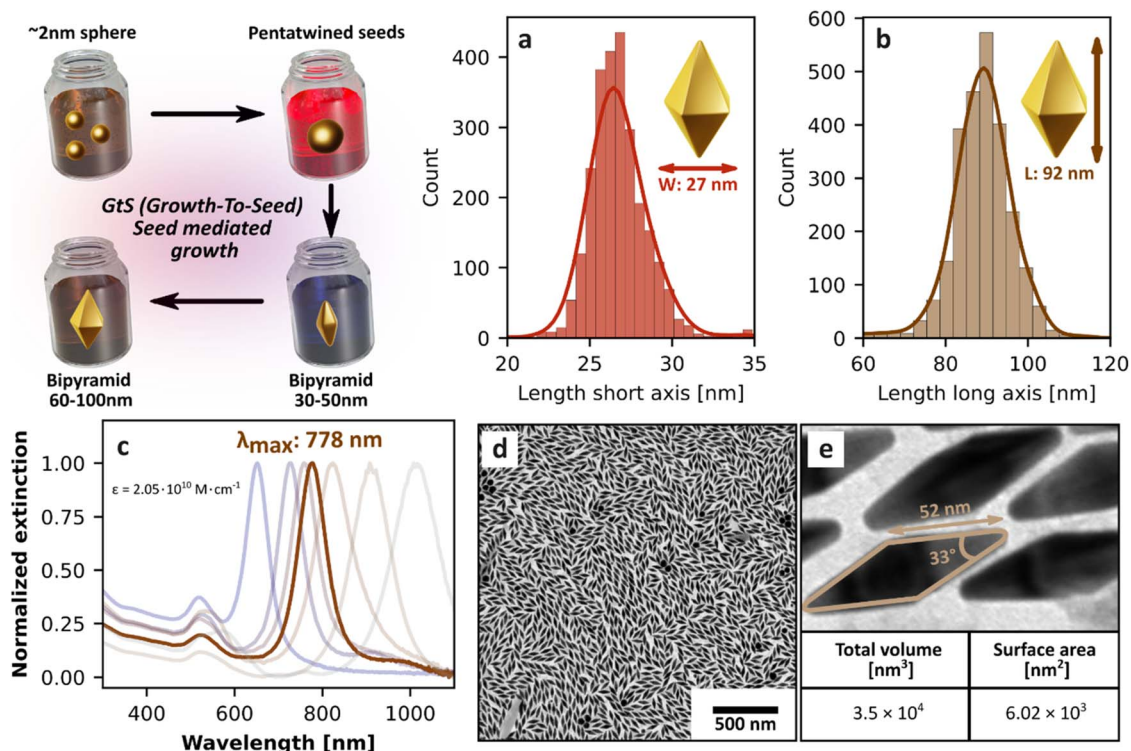 ~2nm sphere
Pentatwined seeds
GtS (Growth-To-Seed)
Seed mediated
growth
Bipyramid
60-100nm
Bipyramid
30-50nm
a
400
300
200
100
0
Count
W: 27 nm
20
25
30
35
Length short axis [nm]
b
600
500
400
300
200
100
0
Count
L: 92 nm
60
80
100
120
Length long axis [nm]
c
λmax: 778 nm
ε = 2.05·10¹⁰ M·cm⁻¹
1.00
0.75
0.50
0.25
0.00
Normalized extinction
400
600
800
1000
Wavelength [nm]
d
500 nm
e
52 nm
33°
Total volume
[nm³]
Surface area
[nm²]
3.5 × 10⁴
6.02 × 10³